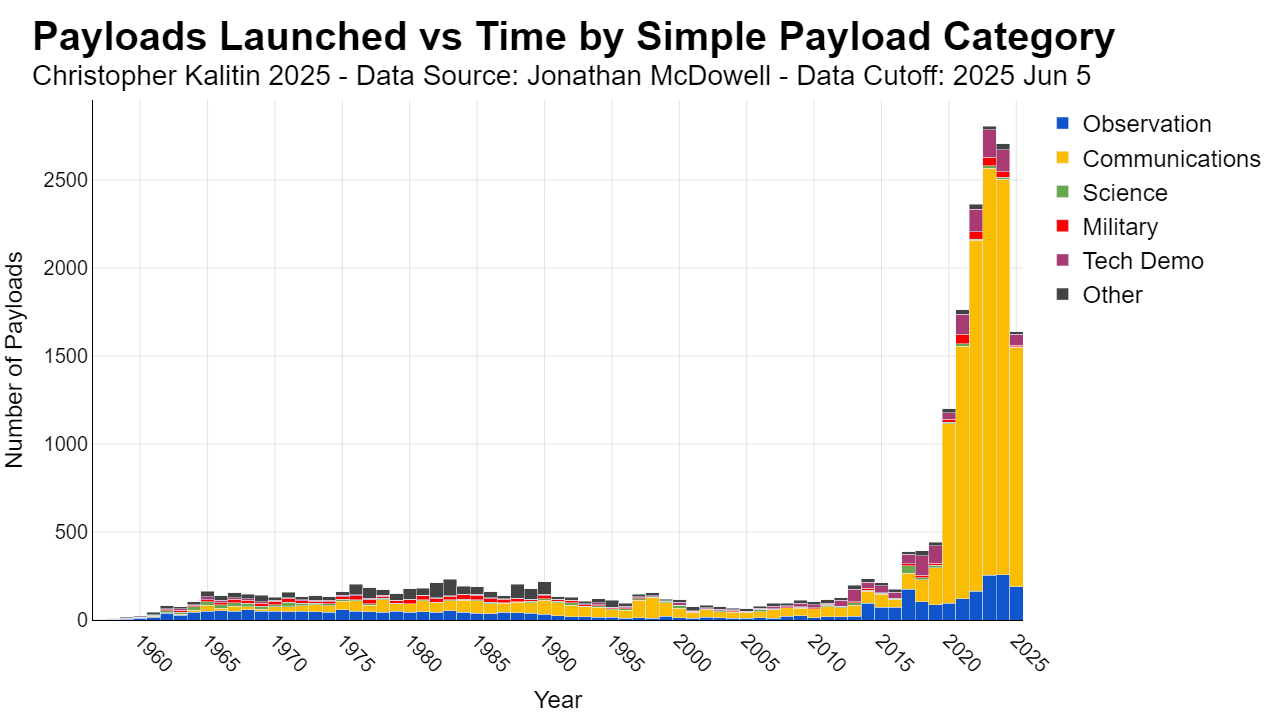 Payloads Launched vs Time by Simple Payload Category
Christopher Kalitin 2025 - Data Source: Jonathan McDowell - Data Cutoff: 2025 Jun 5
Observation
Communications
Science
Military
Tech Demo
Other
Number of Payloads
2500
2000
1500
1000
500
0
1960
1965
1970
1975
1980
1985
1990
1995
2000
2005
2010
2015
2020
2025
Year